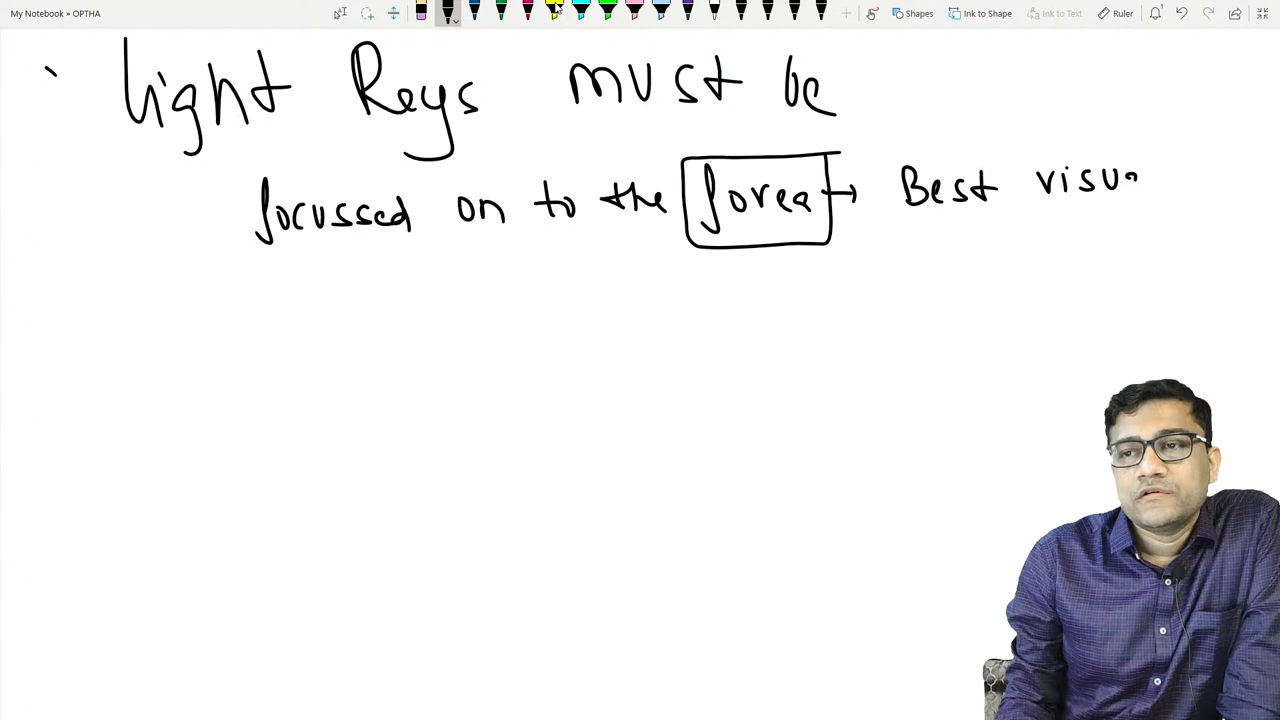 My Notebook » OPTHA
Shapes
Ink to Shape
Ink to Text
Ruler
light Rays must be
focussed on to the fovea → Best visu